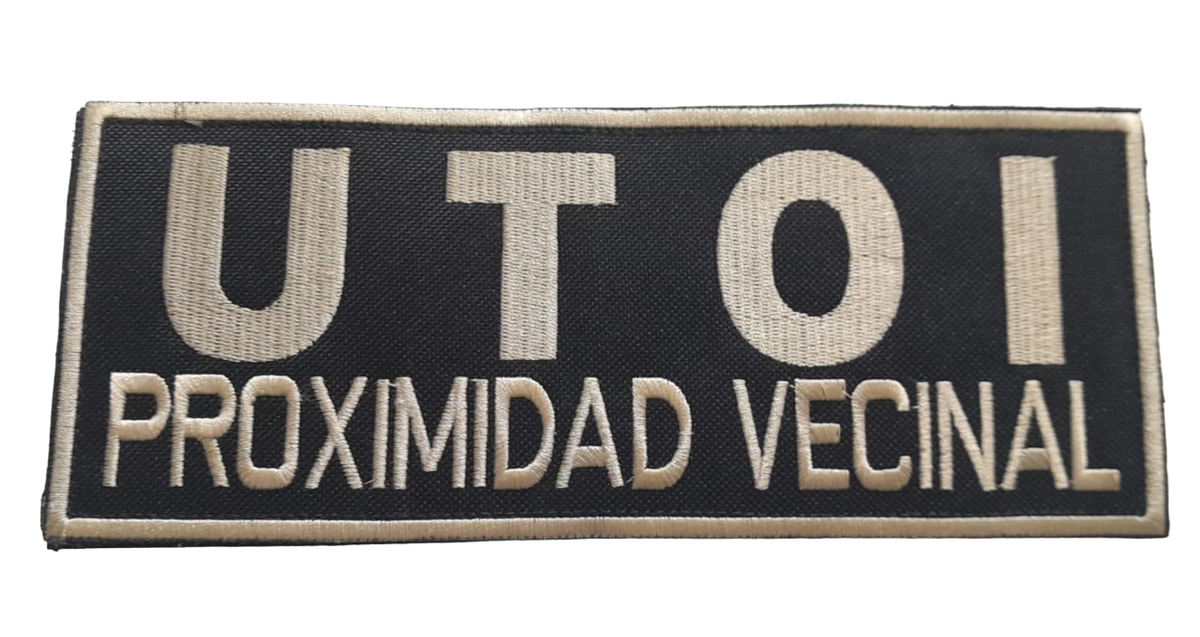 UTOI
PROXIMIDAD VECINAL